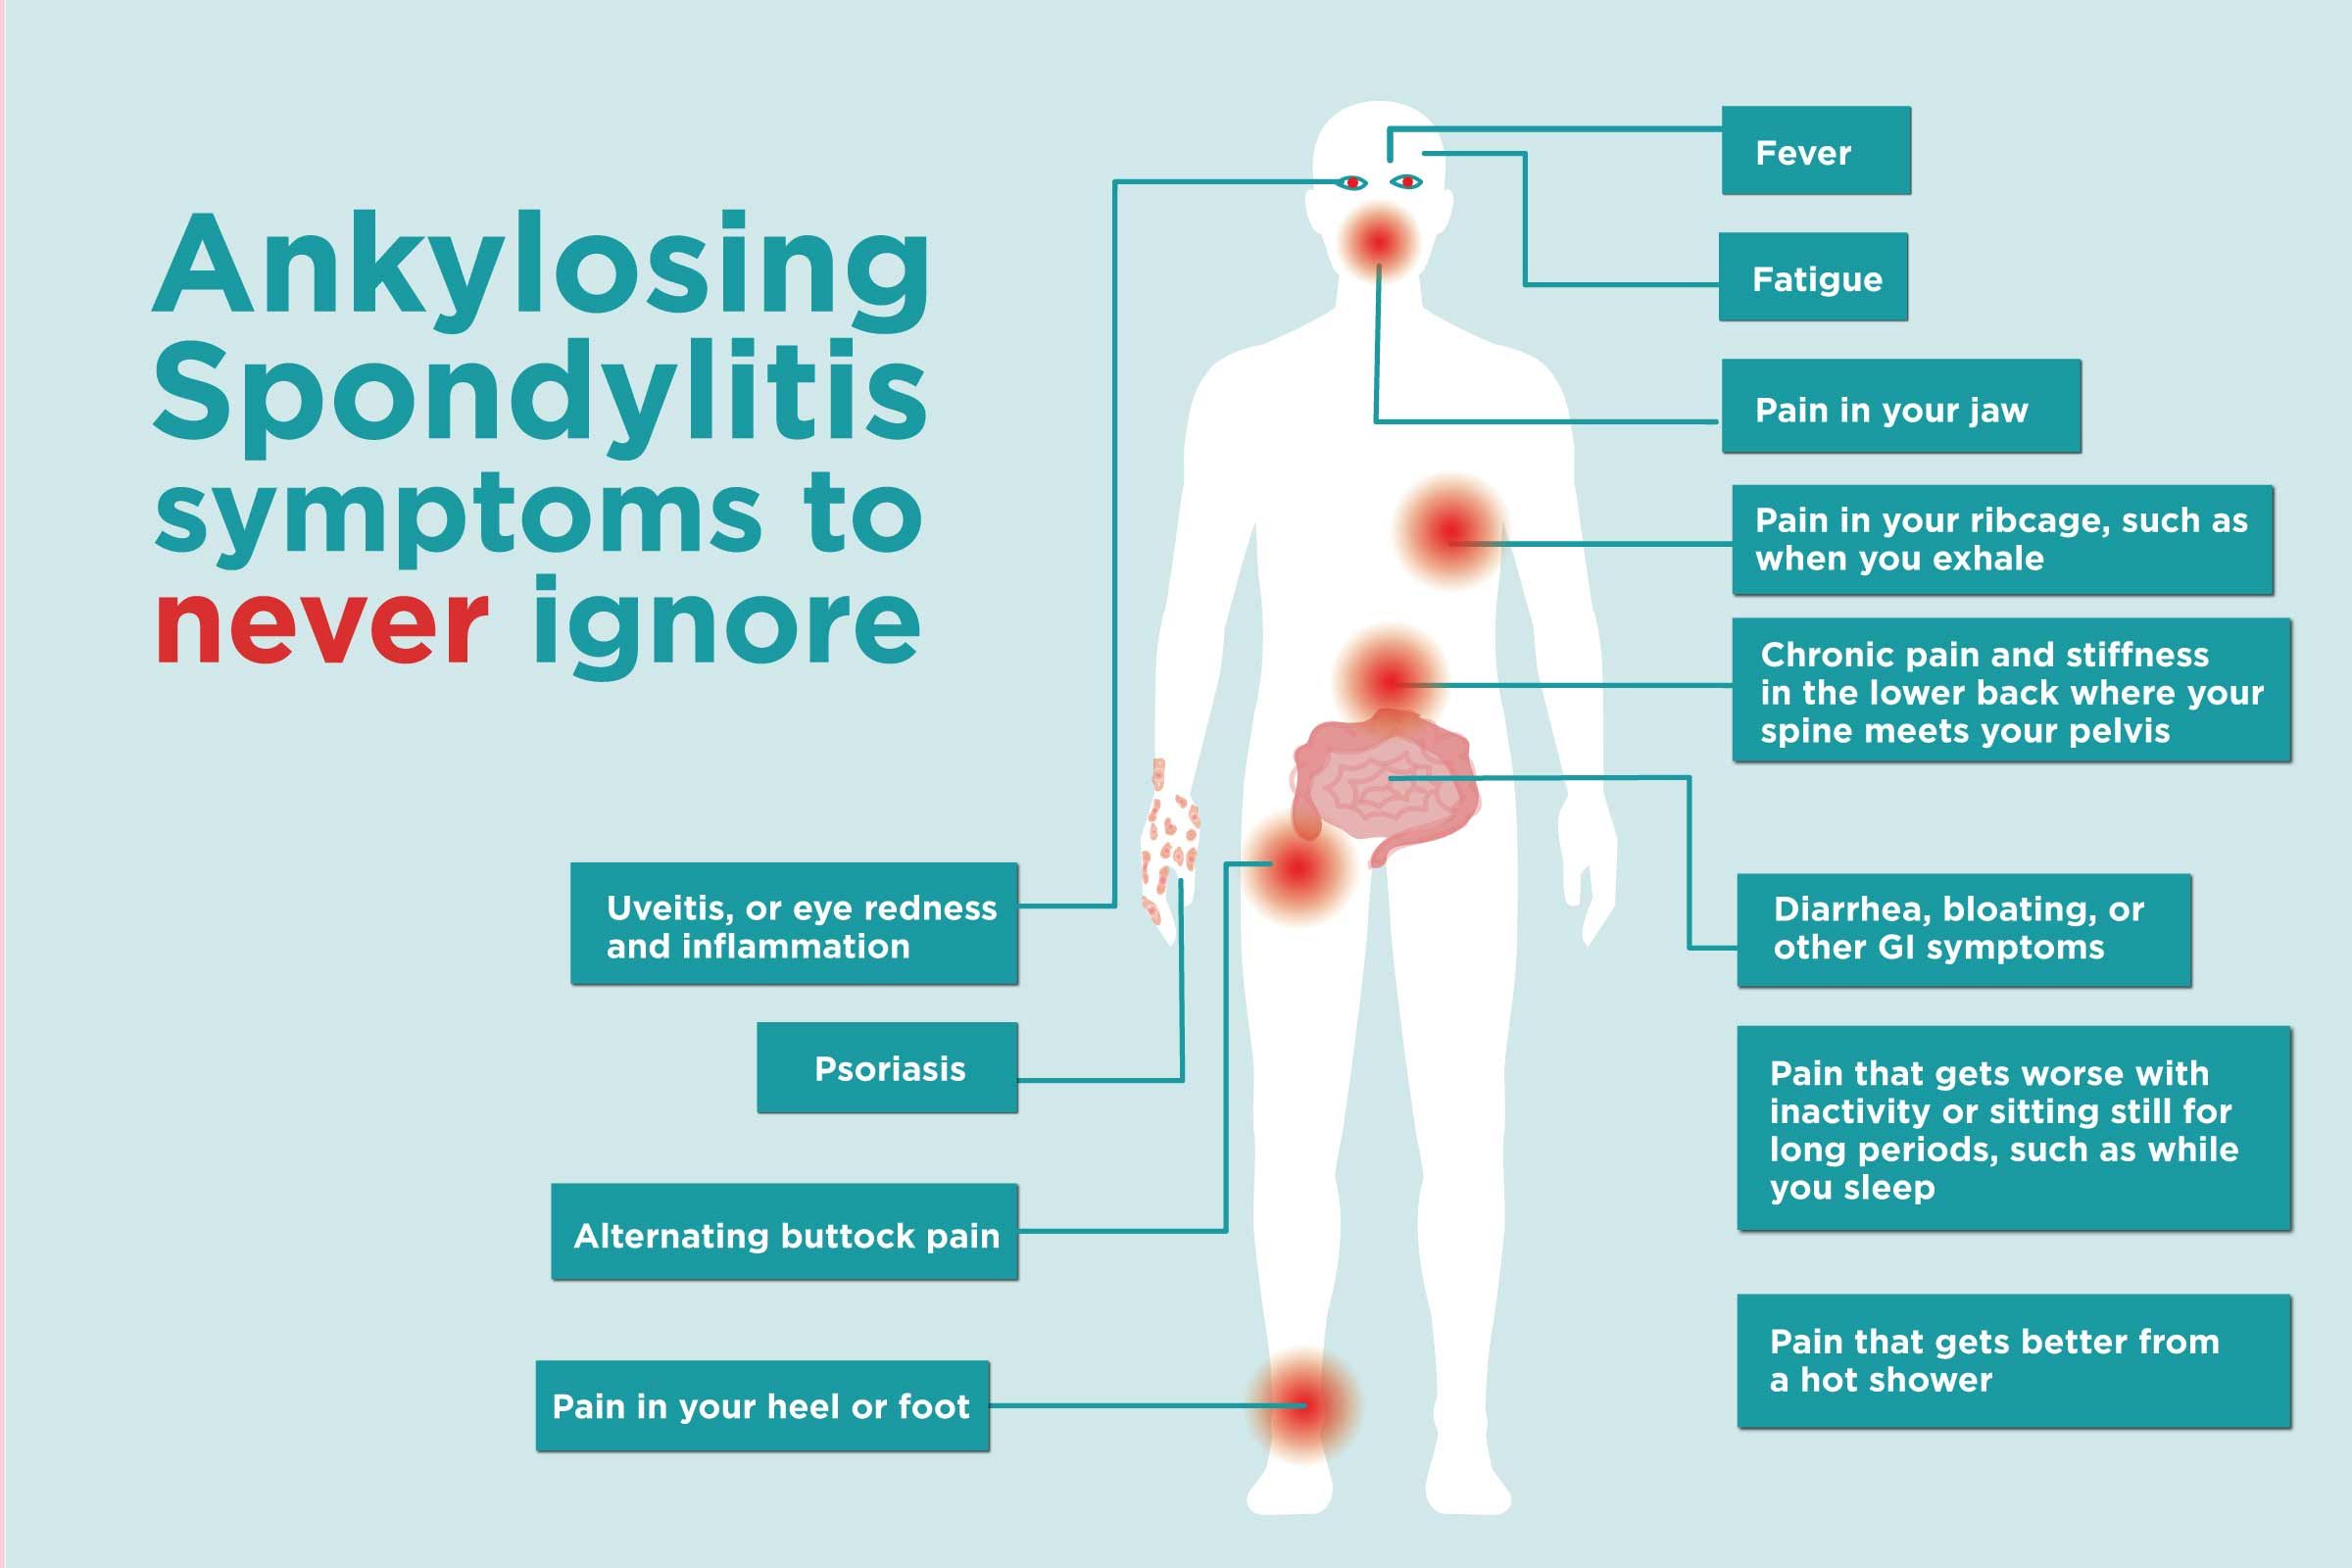 Ankylosing
Spondylitis
symptoms to
never ignore
Fever
Fatigue
Pain in your jaw
Pain in your ribcage, such as
when you exhale
Chronic pain and stiffness
in the lower back where your
spine meets your pelvis
Diarrhea, bloating, or
other GI symptoms
Pain that gets worse with
inactivity or sitting still for
long periods, such as while
you sleep
Pain that gets better from
a hot shower
Uveitis, or eye redness
and inflammation
Psoriasis
Alternating buttock pain
Pain in your heel or foot